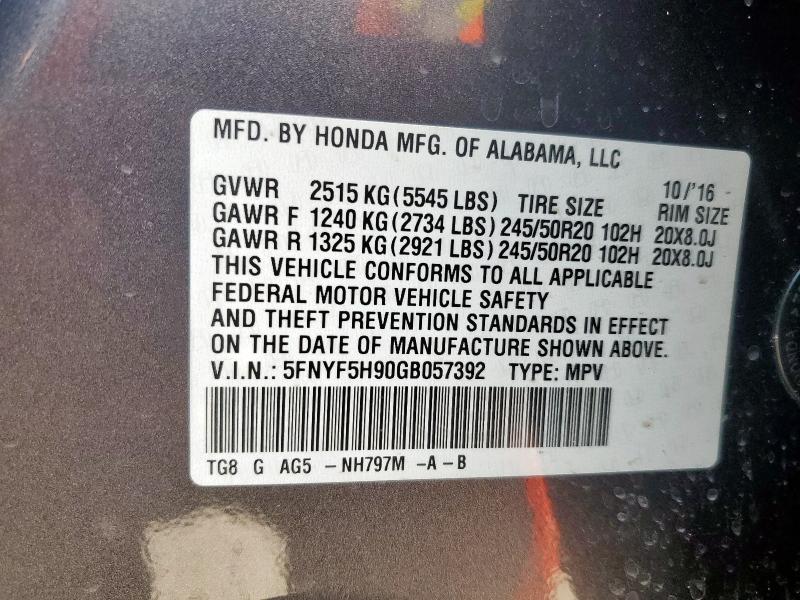 MFD. BY HONDA MFG. OF ALABAMA, LLC
10/'16
GVWR 2515 KG(5545 LBS) TIRE SIZE RIM SIZE
GAWR F 1240 KG(2734 LBS) 245/50R20 102H 20X8.0J
GAWR R 1325 KG(2921 LBS) 245/50R20 102H 20X8.0J
THIS VEHICLE CONFORMS TO ALL APPLICABLE
FEDERAL MOTOR VEHICLE SAFETY
AND THEFT PREVENTION STANDARDS IN EFFECT
ON THE DATE OF MANUFACTURE SHOWN ABOVE.
V.I.N.: 5FNYF5H90GB057392 TYPE: MPV
TG8 G AG5 - NH797M - A - B
HONDA